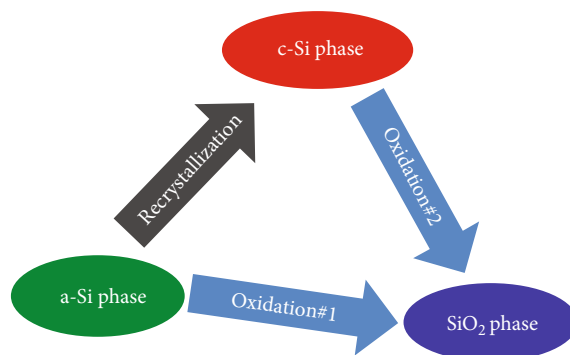 c-Si phase
Recrystallization
Oxidation#2
a-Si phase
Oxidation#1
SiO₂ phase